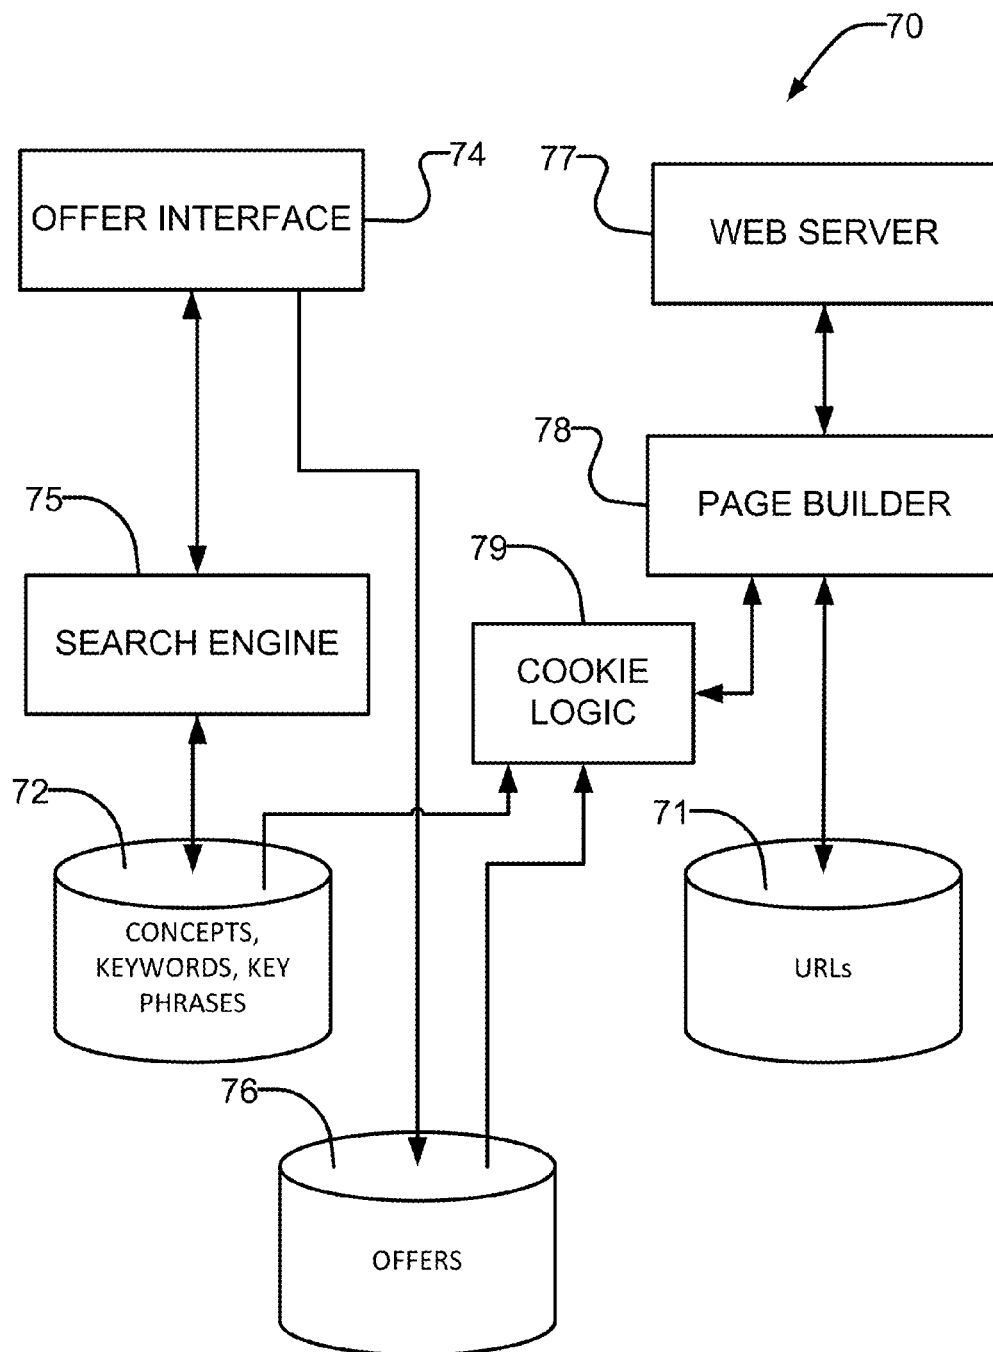 70
74
77
OFFER INTERFACE
WEB SERVER
78
75
PAGE BUILDER
79
SEARCH ENGINE
COOKIE
LOGIC
72
71
CONCEPTS,
KEYWORDS, KEY
PHRASES
URLs
76
OFFERS